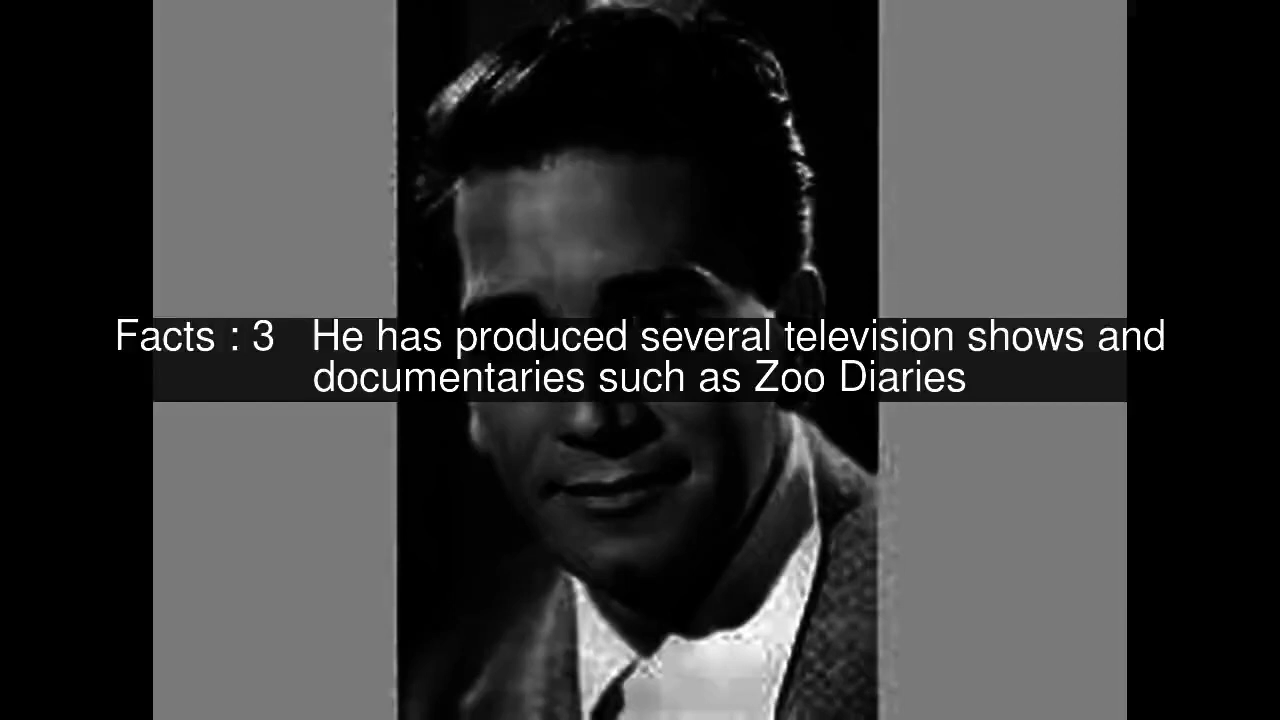 Facts : 3   He has produced several television shows and
documentaries such as Zoo Diaries